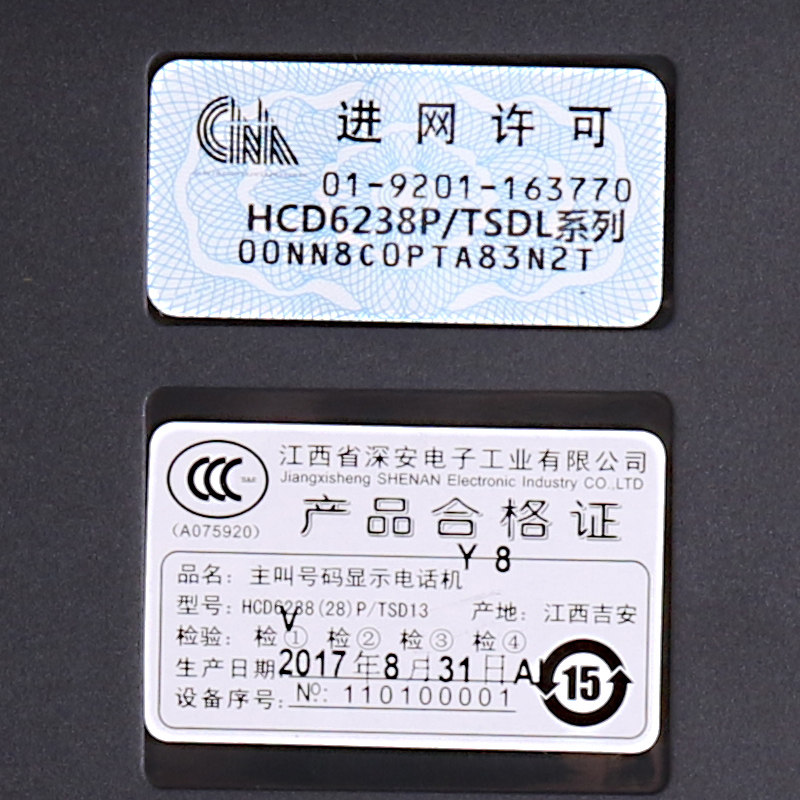 CNA 进网许可
01-9201-163770
HCD6238P/TSDL系列
00NN8C0PTA83N2T
CCC S&E 江西省深安电子工业有限公司
Jiangxisheng SHENAN Electronic Industry CO.,LTD
(A075920) 产品合格证
Y 8
品名: 主叫号码显示电话机
型号: HCD6238(28)P/TSD13 产地: 江西吉安
V
检验: 检① 检② 检③ 检④
生产日期 2017年8月31日A
设备序号: Nº: 110100001
15